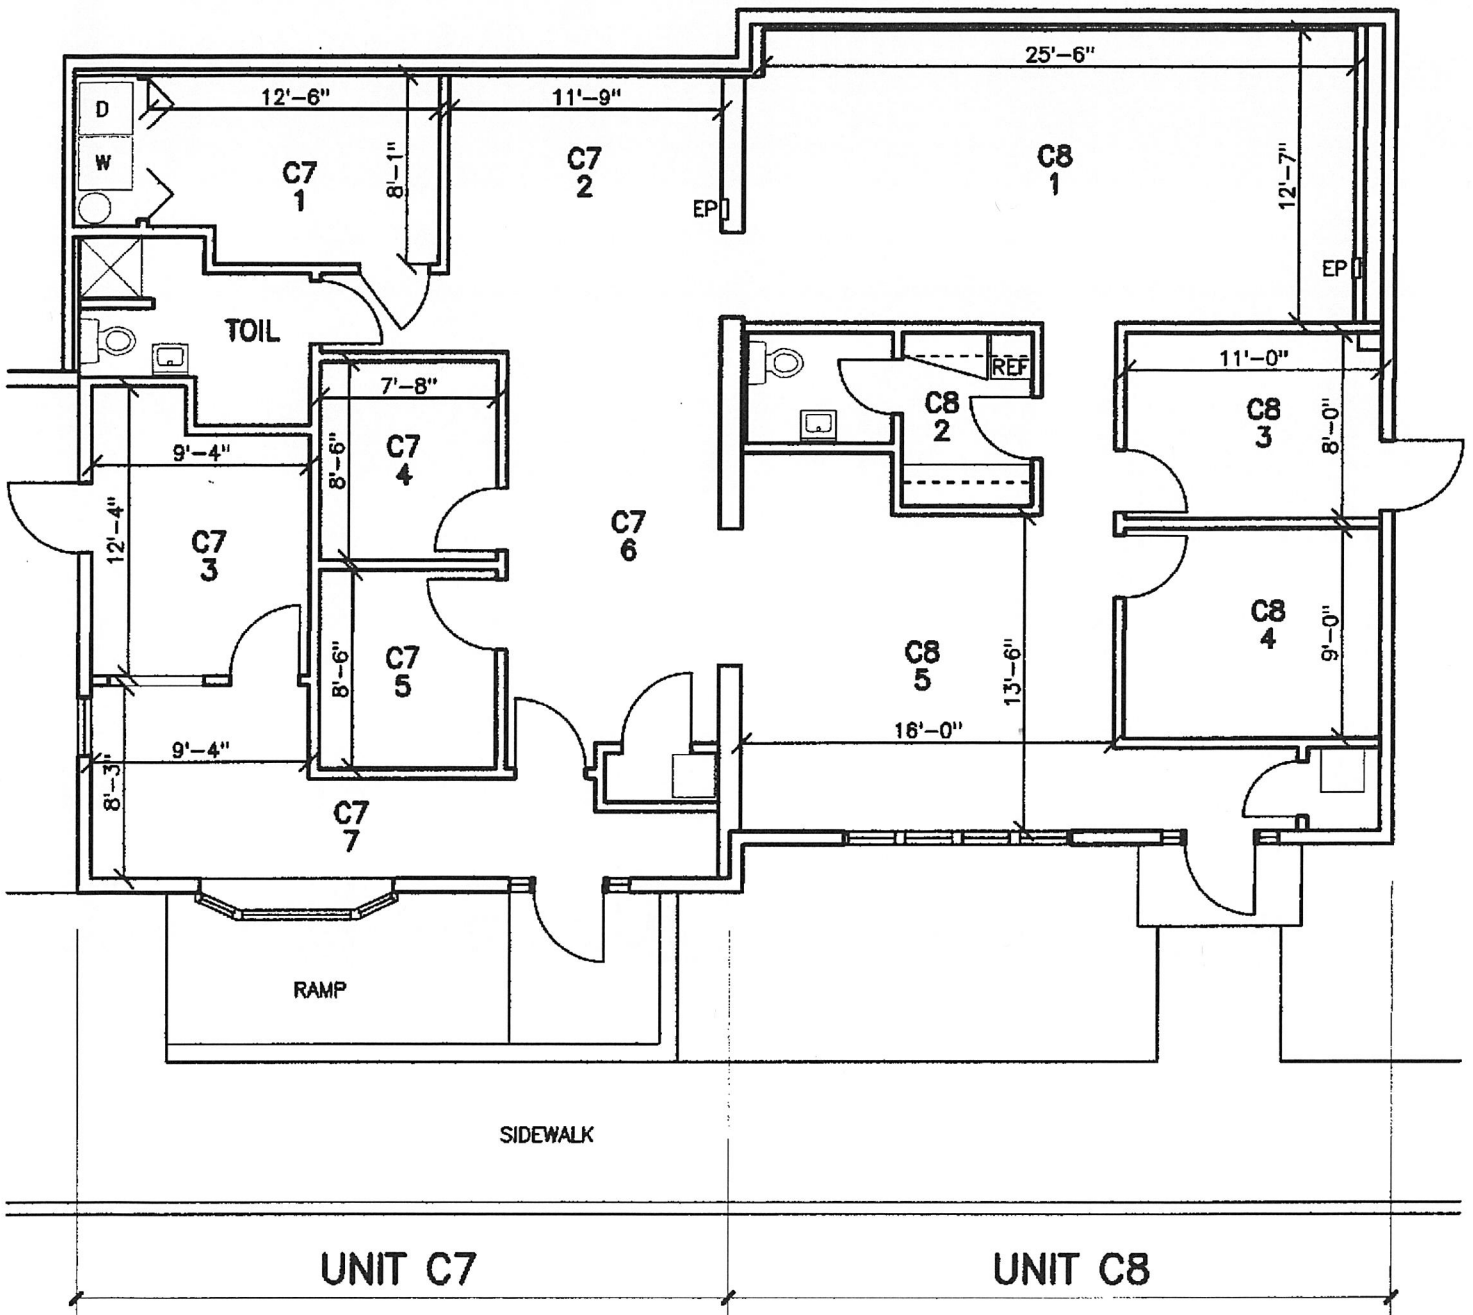 25'-6"
12'-6"
11'-9"
D
W
C7
1
8'-1"
C7
2
EP
C8
1
12'-7"
EP
TOIL
7'-8"
REF
11'-0"
C8
2
C8
3
8'-0"
9'-4"
8'-6"
C7
4
12'-4"
C7
3
C7
6
C8
4
9'-0"
8'-6"
C7
5
C8
5
13'-6"
16'-0"
9'-4"
8'-3"
C7
7
RAMP
SIDEWALK
UNIT C7
UNIT C8